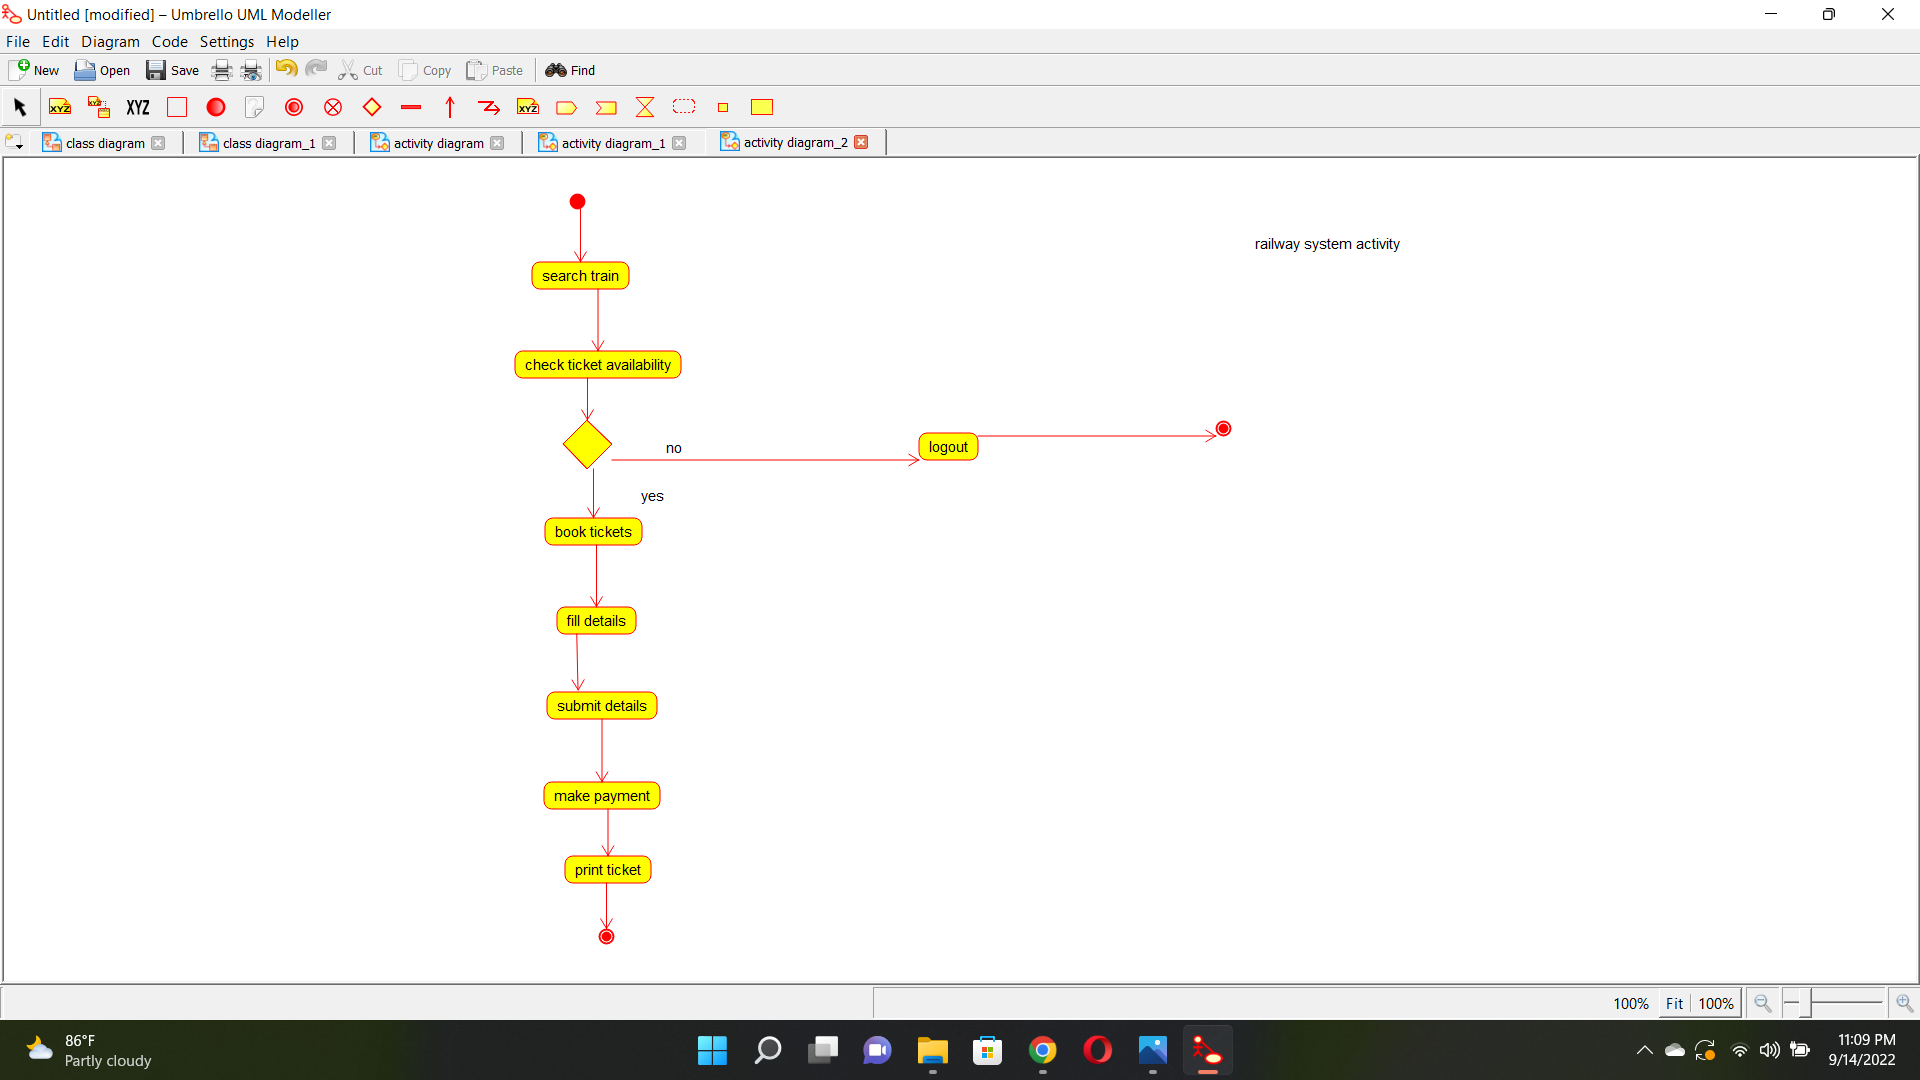 Untitled [modified] – Umbrello UML Modeller
File Edit Diagram Code Settings Help
New Open Save Cut Copy Paste Find
XYZ XYZ XYZ XYZ
class diagram class diagram_1 activity diagram activity diagram_1 activity diagram_2
railway system activity
search train
check ticket availability
no
logout
yes
book tickets
fill details
submit details
make payment
print ticket
100% Fit 100%
86°F
Partly cloudy
11:09 PM
9/14/2022